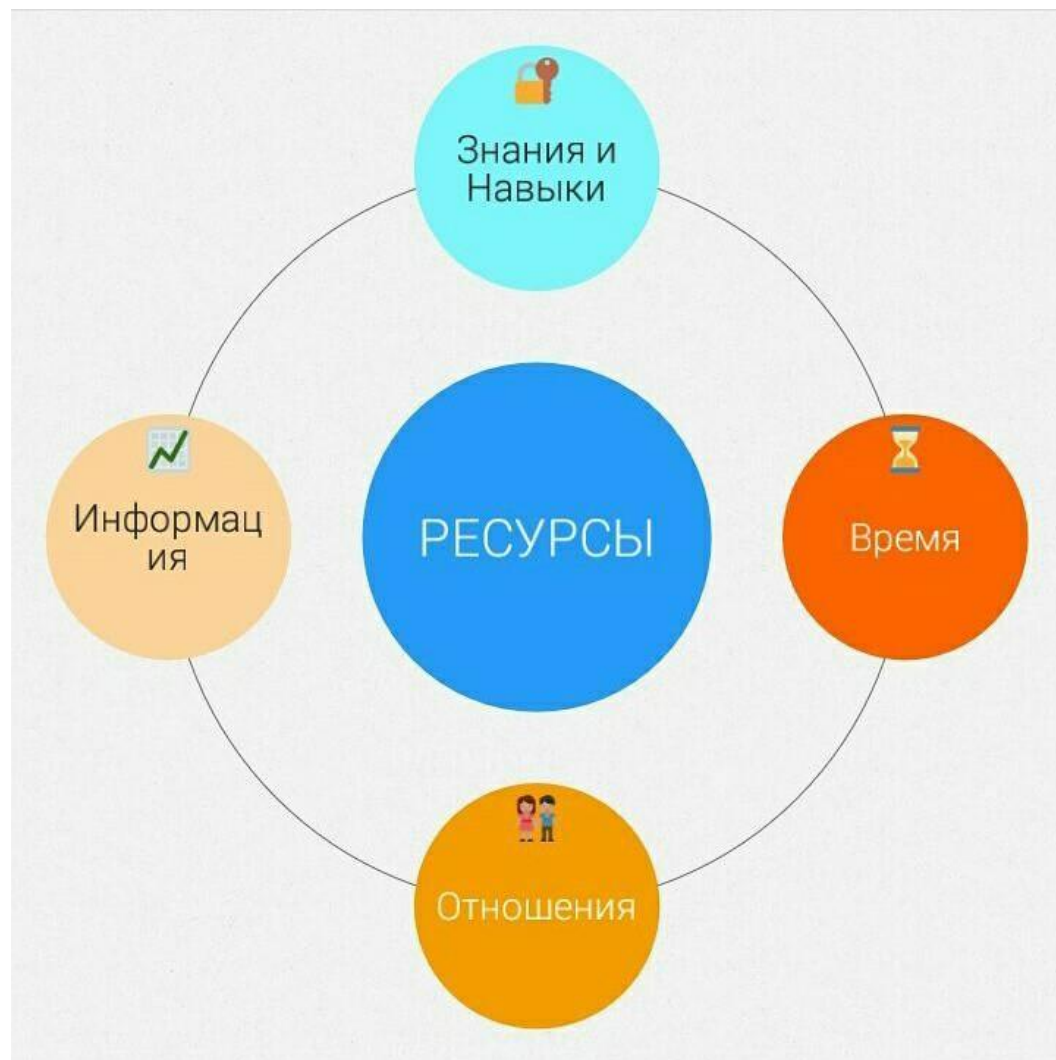 Знания и
Навыки
Информац
ия
РЕСУРСЫ
Время
Отношения